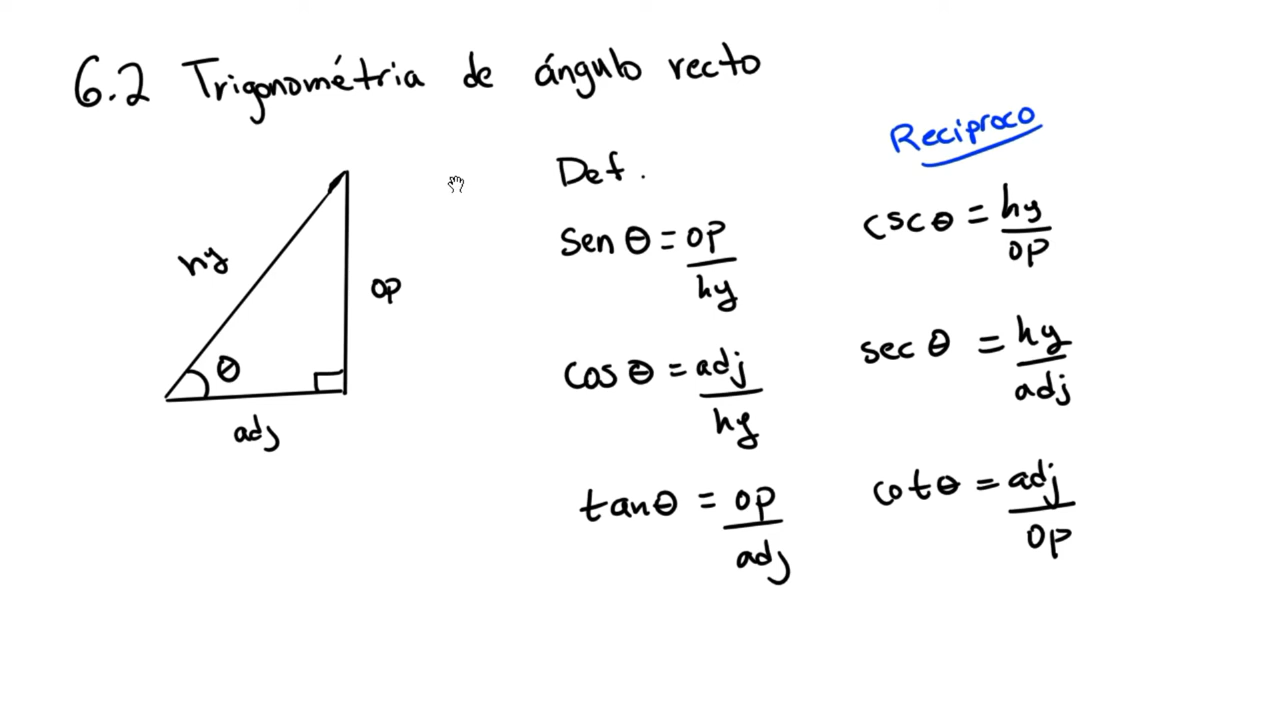 6.2 Trigonométria de ángulo recto
hy
θ
op
adj
Def.
sen θ = op/hy
cos θ = adj/hy
tan θ = op/adj
Reciproco
csc θ = hy/op
sec θ = hy/adj
cot θ = adj/op